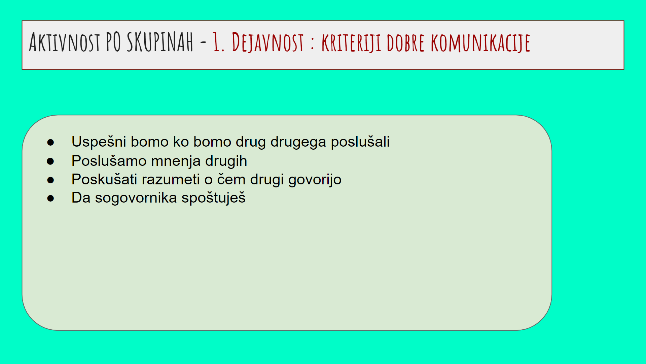 Aktivnost PO SKUPINAH - 1. Dejavnost : kriteriji dobre komunikacije
● Uspešni bomo ko bomo drug drugega poslušali
● Poslušamo mnenja drugih
● Poskušati razumeti o čem drugi govorijo
● Da sogovornika spoštuješ